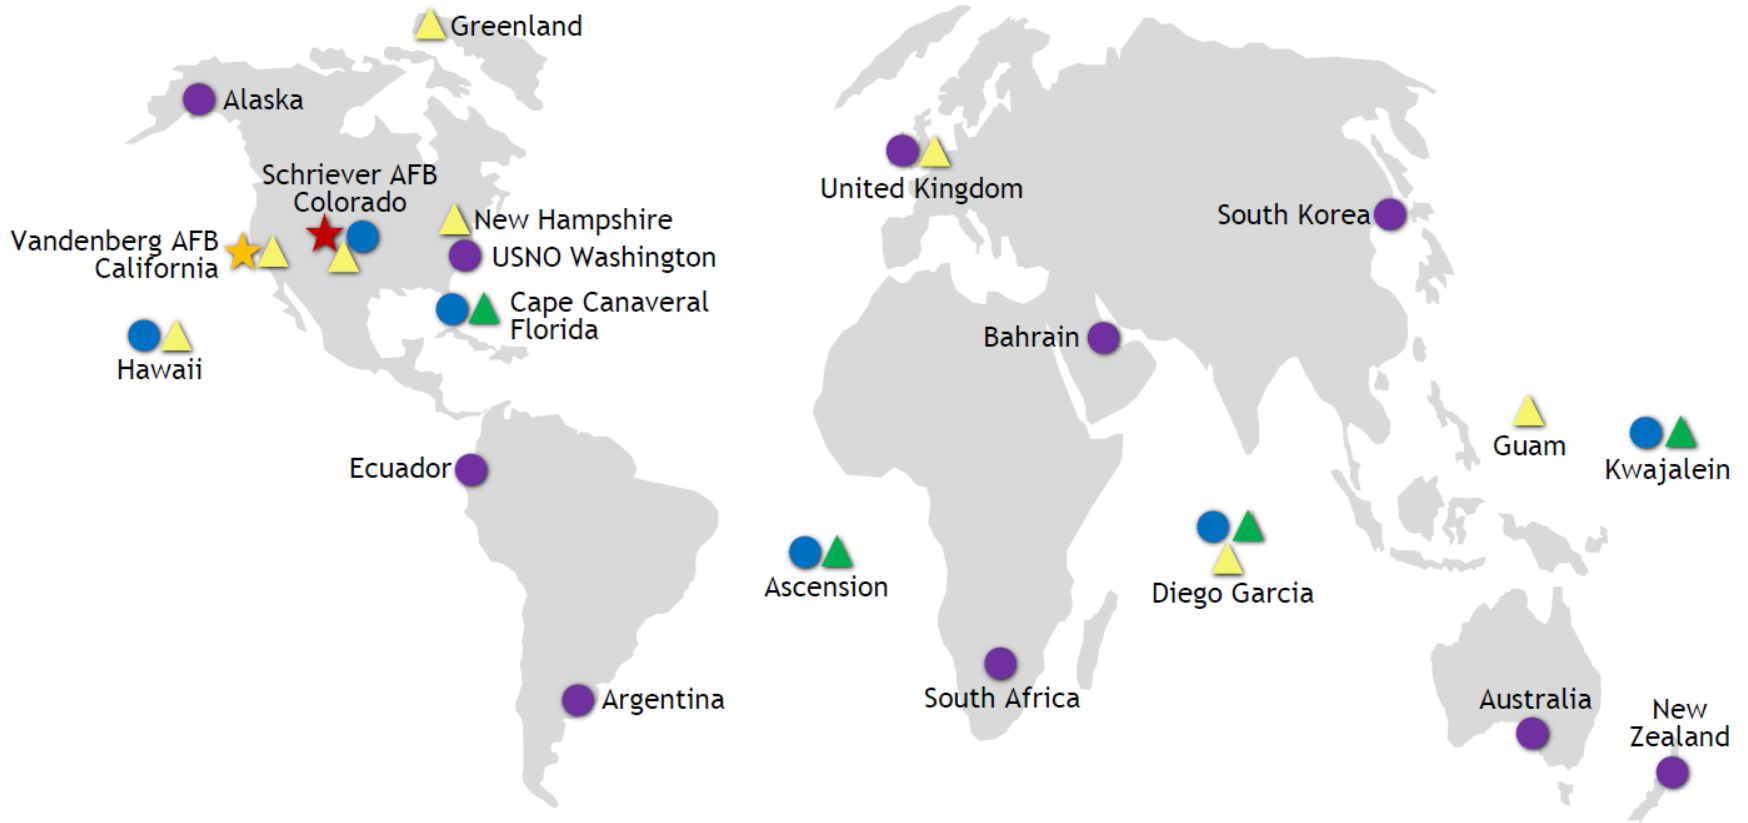 Greenland
Alaska
Schriever AFB
Colorado
New Hampshire
Vandenberg AFB
California
USNO Washington
Cape Canaveral
Florida
Hawaii
United Kingdom
South Korea
Bahrain
Guam
Kwajalein
Ecuador
Ascension
Diego Garcia
Argentina
South Africa
Australia
New
Zealand